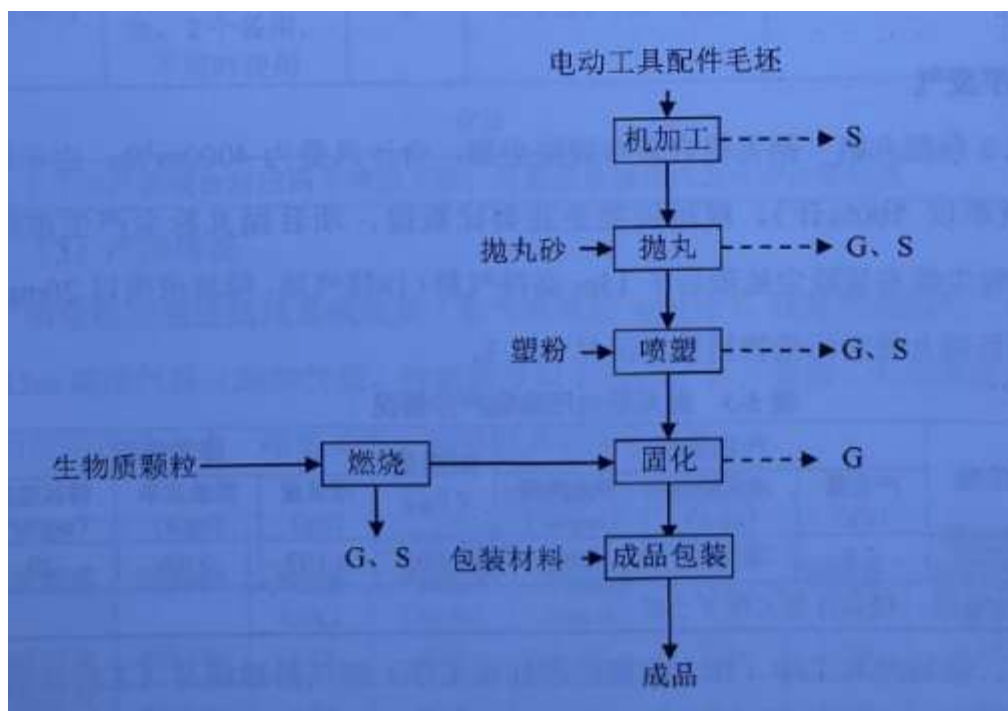 电动工具配件毛坯
机加工 S
抛丸砂 抛丸 G、S
塑粉 喷塑 G、S
生物质颗粒 燃烧 固化 G
G、S 包装材料 成品包装
成品